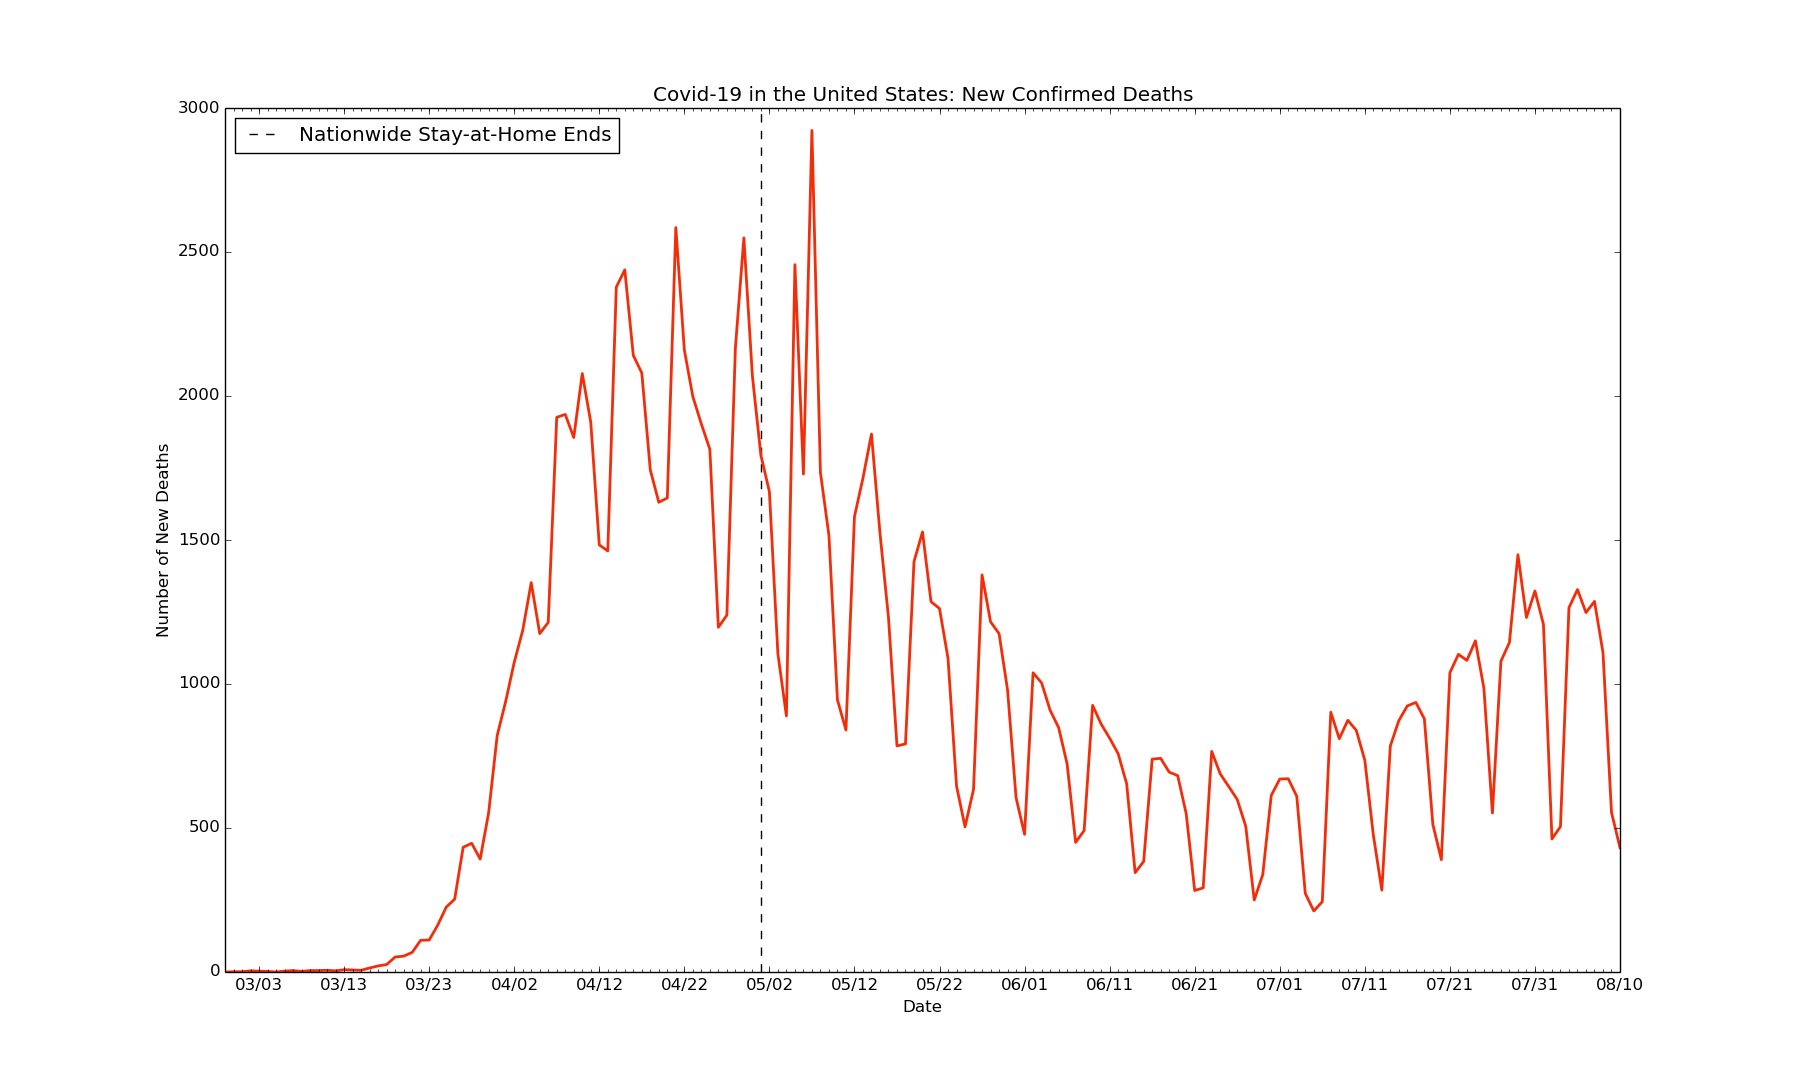 Covid-19 in the United States: New Confirmed Deaths
Nationwide Stay-at-Home Ends
Number of New Deaths
3000
2500
2000
1500
1000
500
0
03/03 03/13 03/23 04/02 04/12 04/22 05/02 05/12 05/22 06/01 06/11 06/21 07/01 07/11 07/21 07/31 08/10
Date